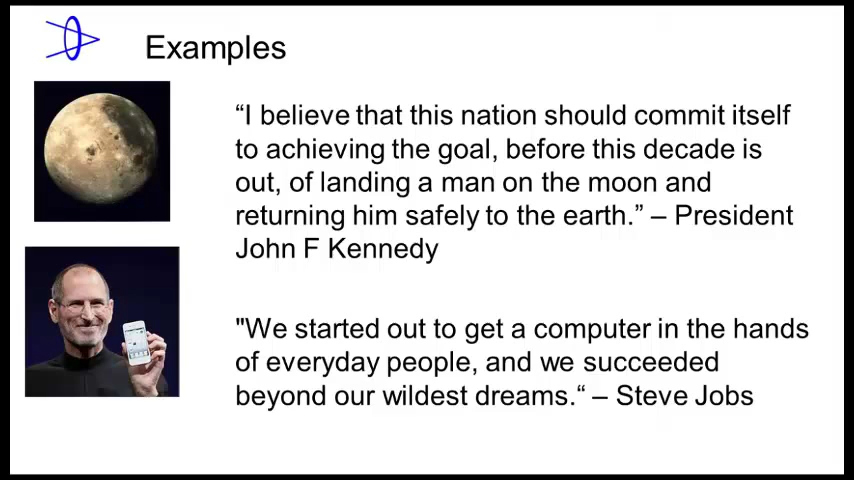 Examples
“I believe that this nation should commit itself
to achieving the goal, before this decade is
out, of landing a man on the moon and
returning him safely to the earth.” – President
John F Kennedy
"We started out to get a computer in the hands
of everyday people, and we succeeded
beyond our wildest dreams.“ – Steve Jobs